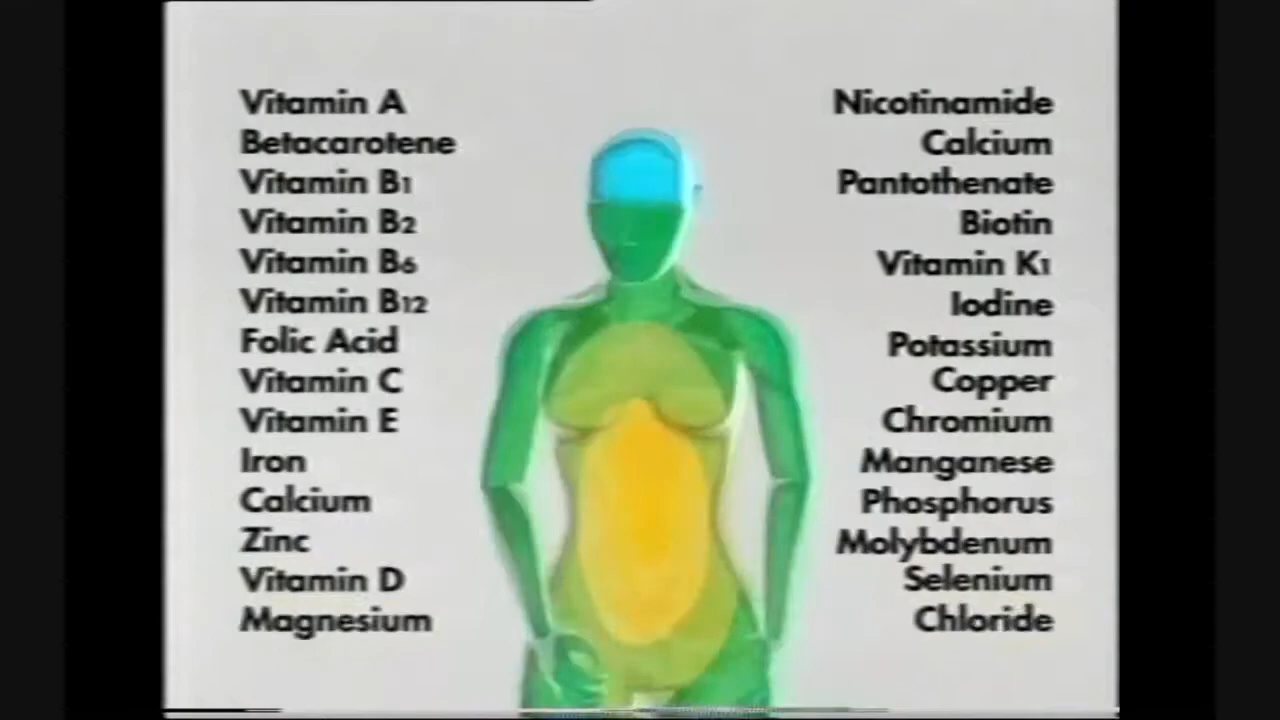 Vitamin A
Betacarotene
Vitamin B1
Vitamin B2
Vitamin B6
Vitamin B12
Folic Acid
Vitamin C
Vitamin E
Iron
Calcium
Zinc
Vitamin D
Magnesium
Nicotinamide
Calcium
Pantothenate
Biotin
Vitamin K1
Iodine
Potassium
Copper
Chromium
Manganese
Phosphorus
Molybdenum
Selenium
Chloride